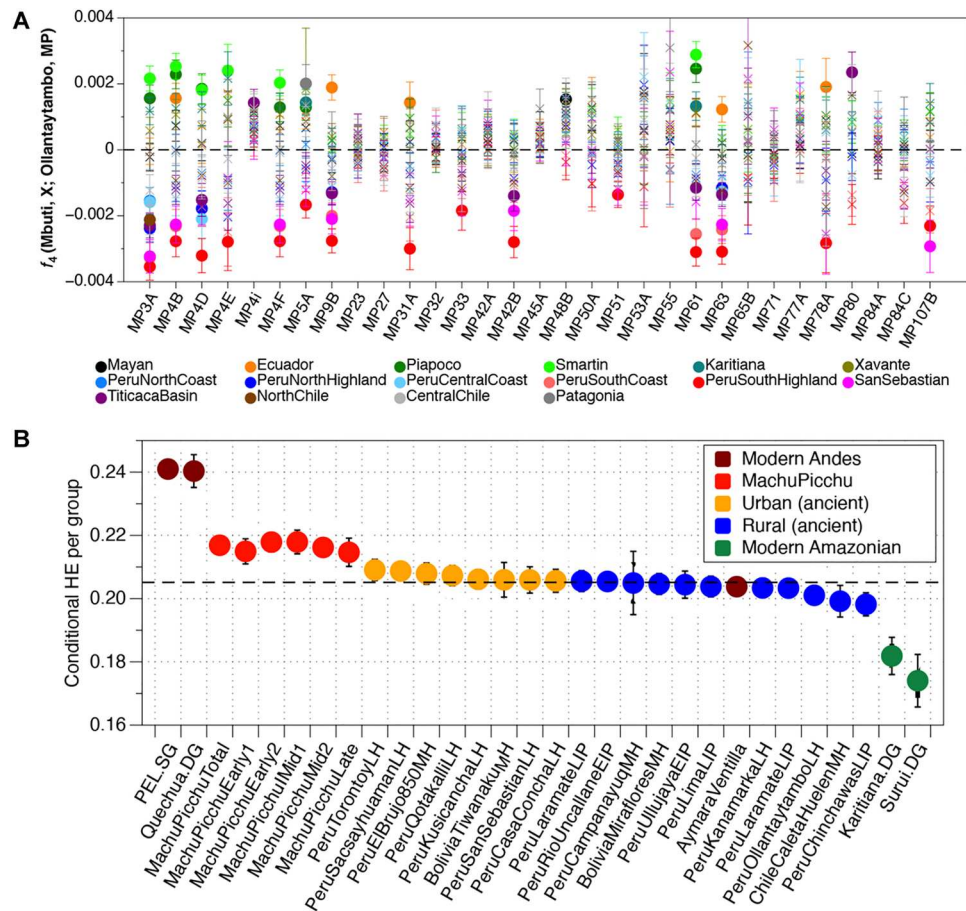 A
f4 (Mbuti, X; Ollantaytambo, MP)
0.004
0.002
0
−0.002
−0.004
MP3A MP4B MP4D MP4E MP4i MP4F MP5A MP9B MP23 MP27 MP31A MP32 MP33 MP42A MP42B MP45A MP48B MP50A MP51 MP53A MP55 MP61 MP63 MP65B MP71 MP77A MP78A MP80 MP84A MP84C MP107B
Mayan Ecuador Piapoco Smartin Karitiana Xavante
PeruNorthCoast PeruNorthHighland PeruCentralCoast PeruSouthCoast PeruSouthHighland SanSebastian
TiticacaBasin NorthChile CentralChile Patagonia
B
Conditional HE per group
0.24
0.22
0.20
0.18
0.16
Modern Andes
MachuPicchu
Urban (ancient)
Rural (ancient)
Modern Amazonian
PEL.SG Quechua.DG MachuPicchuTotal MachuPicchuEarly1 MachuPicchuEarly2 MachuPicchuMid1 MachuPicchuMid2 MachuPicchuLate PeruTorontoyLH PeruSacsayhuamanLH PeruElBrujo850MH PeruQotakalliLH PeruKusicanchaLH BoliviaTiwanakuMH PeruSanSebastianLH PeruCasaConchaLH PeruLaramateLIP PeruRioUncallaneEIP PeruCampanayuqMH BoliviaMirafloresMH PeruUllujayaEIP PeruLimaLIP AymaraVentilla PeruKanamarkaLH PeruLaramateLIP PeruOllantaytamboLH ChileCaletaHuelenMH PeruChinchawasLIP Karitiana.DG Surui.DG